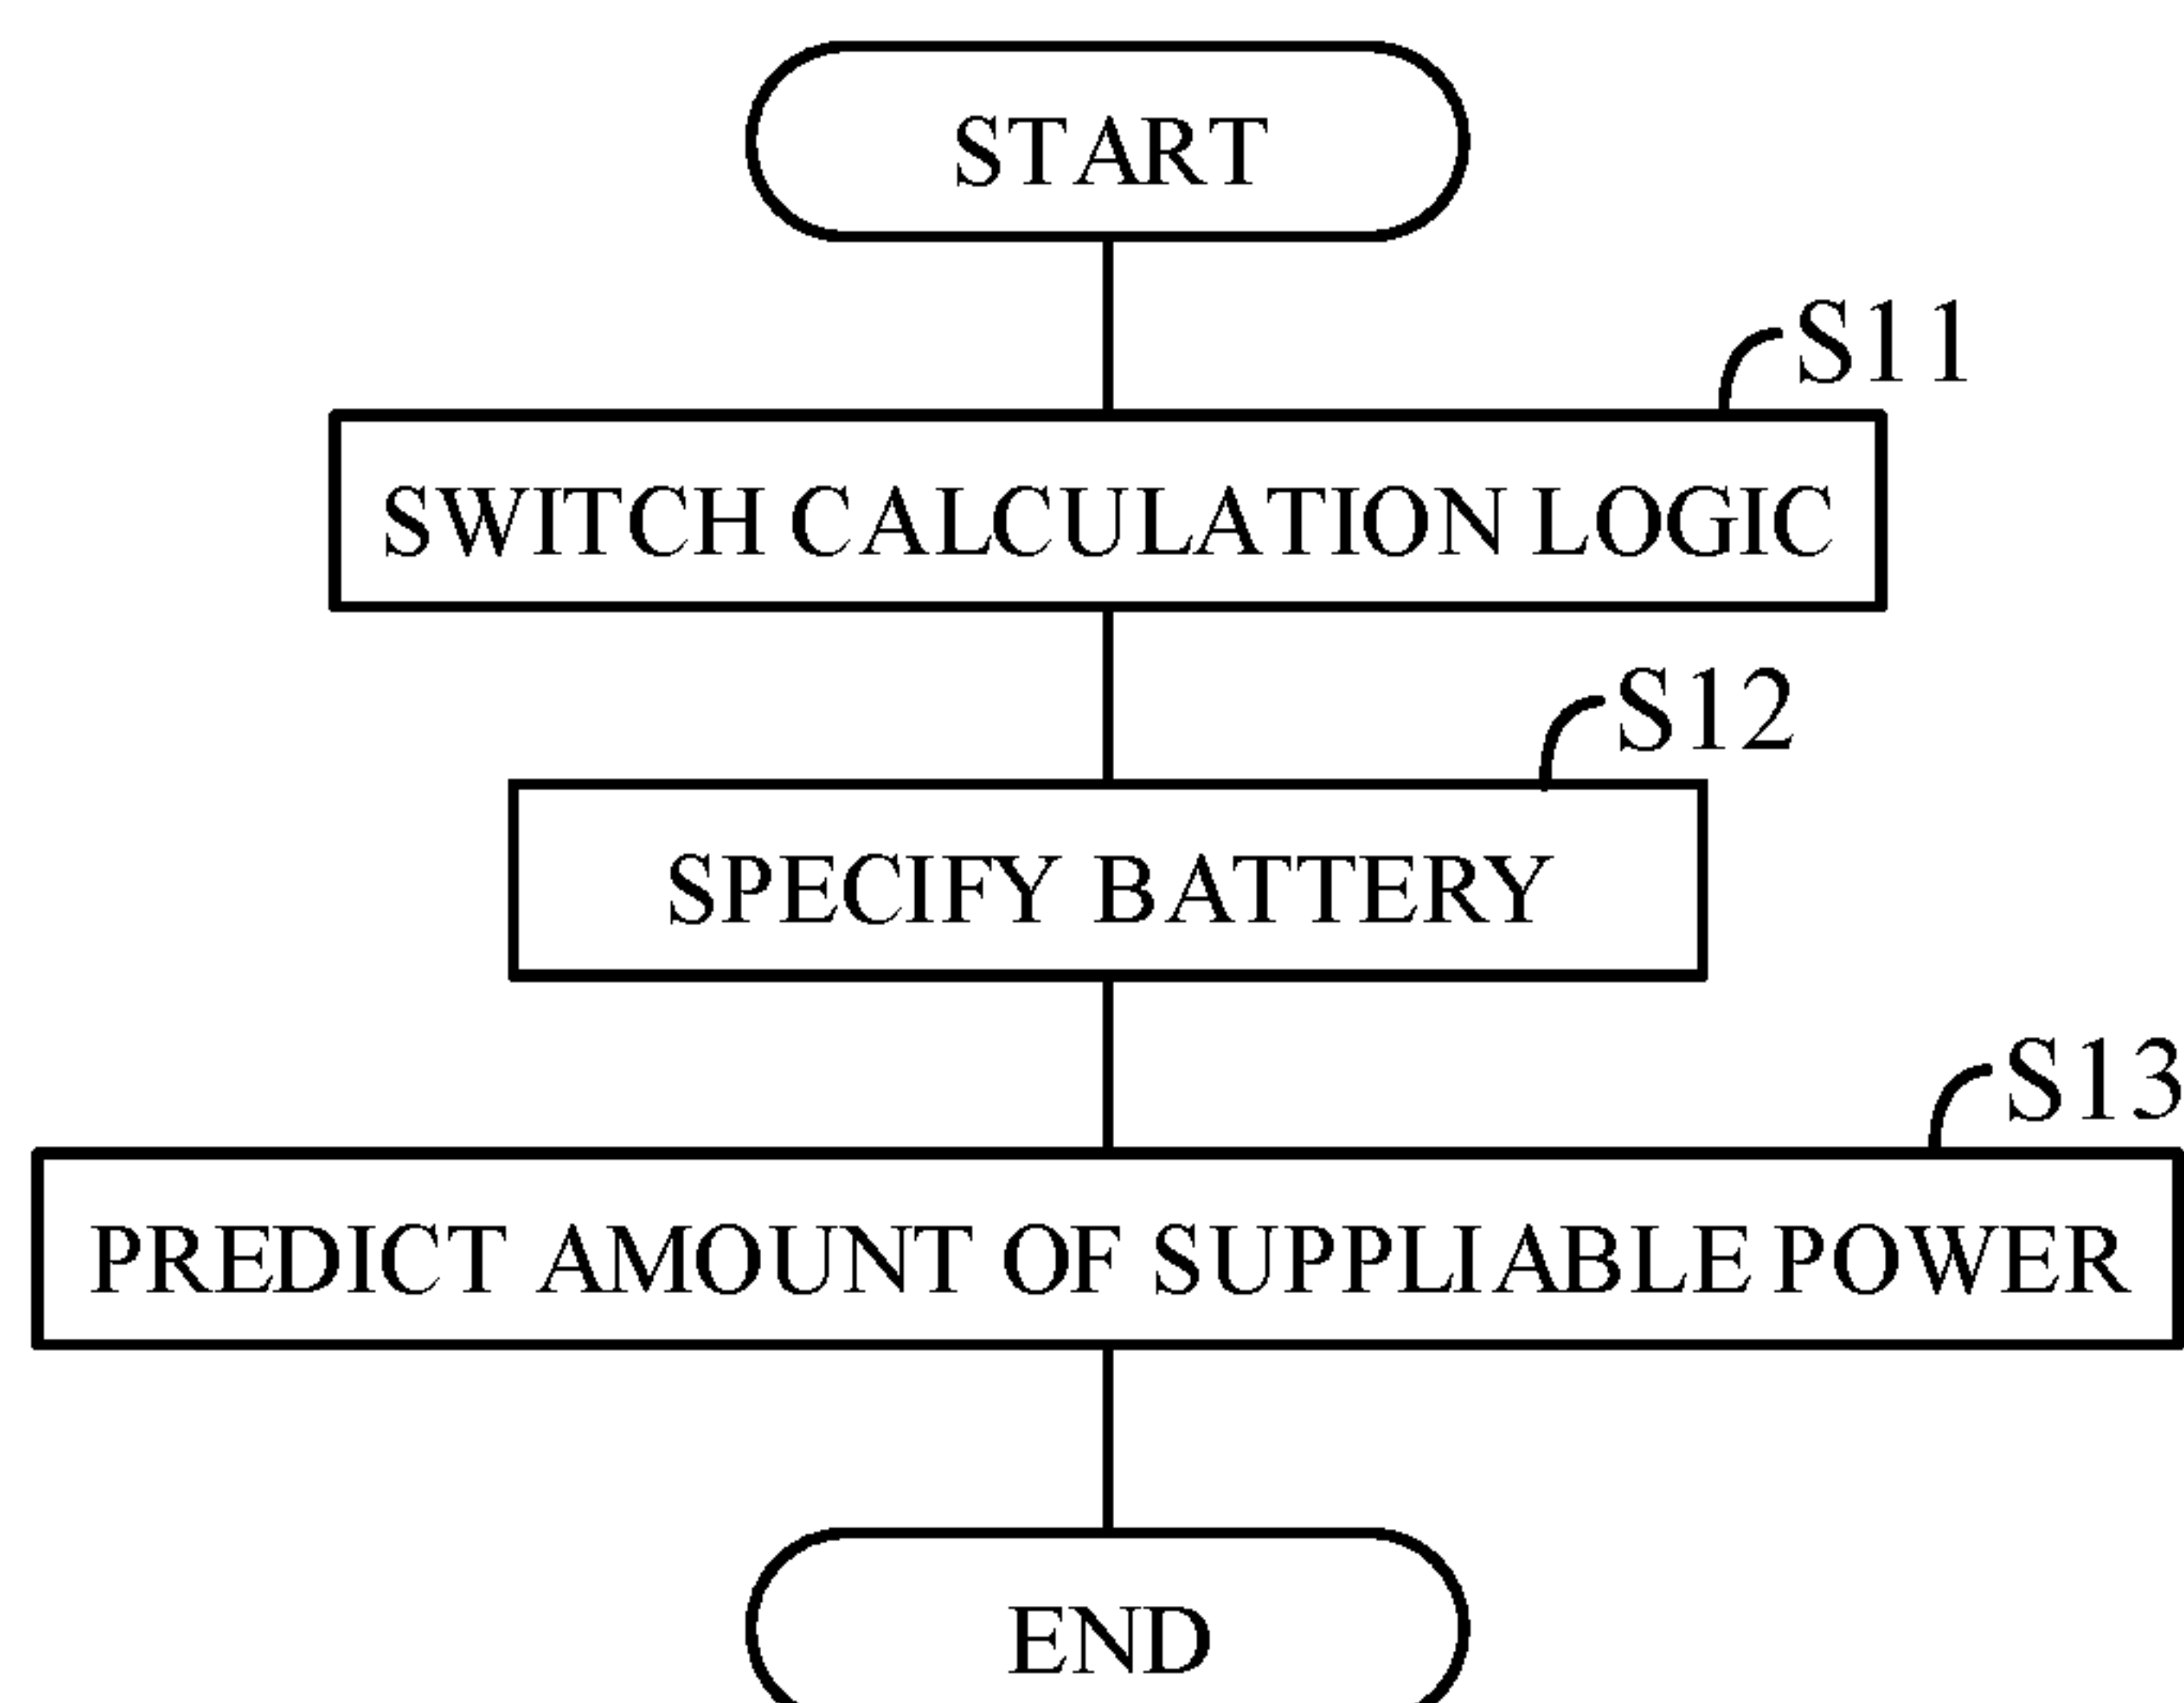 START
S11
SWITCH CALCULATION LOGIC
S12
SPECIFY BATTERY
S13
PREDICT AMOUNT OF SUPPLIABLE POWER
END